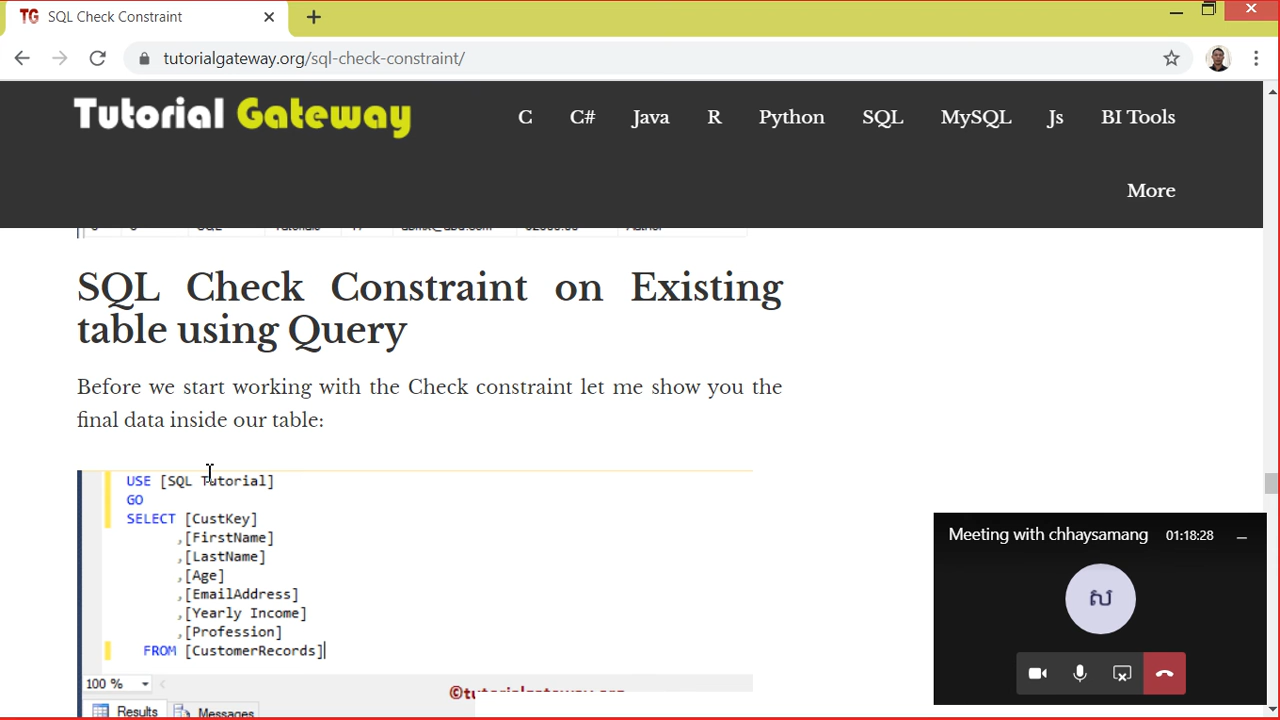 TG SQL Check Constraint
tutorialgateway.org/sql-check-constraint/
Tutorial Gateway
C C# Java R Python SQL MySQL Js BI Tools
More
SQL Check Constraint on Existing
table using Query
Before we start working with the Check constraint let me show you the
final data inside our table:
USE [SQL Tutorial]
GO
SELECT [CustKey]
,[FirstName]
,[LastName]
,[Age]
,[EmailAddress]
,[Yearly Income]
,[Profession]
FROM [CustomerRecords]
100 %
©tutorialgateway.org
Results Messages
Meeting with chhaysamang 01:18:28
ស